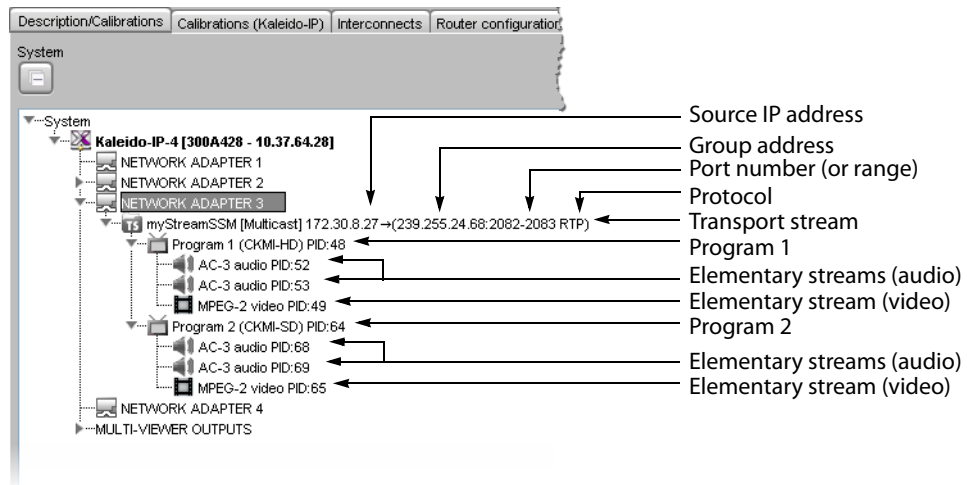 Description/Calibrations
Calibrations (Kaleido-IP)
Interconnects
Router configuration
System
System
Kaleido-IP-4 [300A428 - 10.37.64.28]
NETWORK ADAPTER 1
NETWORK ADAPTER 2
NETWORK ADAPTER 3
TS myStreamSSM [Multicast] 172.30.8.27→(239.255.24.68:2082-2083 RTP)
Program 1 (CKMI-HD) PID:48
AC-3 audio PID:52
AC-3 audio PID:53
MPEG-2 video PID:49
Program 2 (CKMI-SD) PID:64
AC-3 audio PID:68
AC-3 audio PID:69
MPEG-2 video PID:65
NETWORK ADAPTER 4
MULTI-VIEWER OUTPUTS
Source IP address
Group address
Port number (or range)
Protocol
Transport stream
Program 1
Elementary streams (audio)
Elementary stream (video)
Program 2
Elementary streams (audio)
Elementary stream (video)